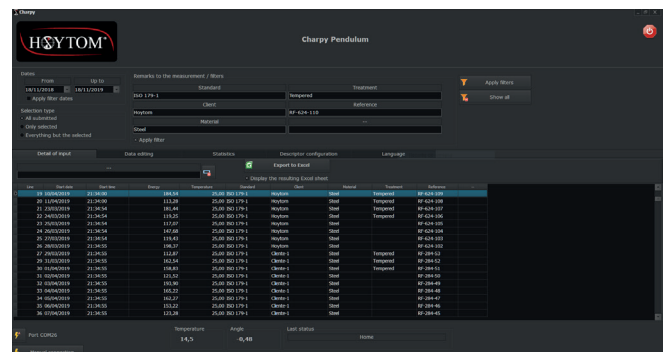 Charpy
HOYTOM®
Charpy Pendulum
Dates
From Up to
18/11/2018 18/11/2019
Apply filter dates
Selection type
All submitted
Only selected
Everything but the selected
Remarks to the measurement / filters
Standard Treatment
ISO 179-1 Tempered
Client Reference
Hoytom RF-624-110
Material ---
Steel
Apply filter
Apply filters
Show all
Detail of input Data editing Statistics Descriptor configuration Language
---
Export to Excel
Display the resulting Excel sheet
Line Start date Start time Energy Temperature Standard Client Material Treatment Reference ---
19 10/04/2019 21:34:00 184,54 25,00 ISO 179-1 Hoytom Steel Tempered RF-624-109
20 11/04/2019 21:34:00 113,28 25,00 ISO 179-1 Hoytom Steel Tempered RF-624-108
21 23/03/2019 21:34:54 181,44 25,00 ISO 179-1 Hoytom Steel Tempered RF-624-107
22 24/03/2019 21:34:54 119,25 25,00 ISO 179-1 Hoytom Steel Tempered RF-624-106
23 25/03/2019 21:34:54 117,07 25,00 ISO 179-1 Hoytom Steel RF-624-105
24 26/03/2019 21:34:54 147,68 25,00 ISO 179-1 Hoytom Steel RF-624-104
25 27/03/2019 21:34:54 119,43 25,00 ISO 179-1 Hoytom Steel RF-624-103
26 28/03/2019 21:34:55 198,37 25,00 ISO 179-1 Hoytom Steel RF-624-102
27 29/03/2019 21:34:55 112,87 25,00 ISO 179-1 Cliente-1 Steel Tempered RF-284-53
29 31/03/2019 21:34:55 162,54 25,00 ISO 179-1 Cliente-1 Steel Tempered RF-284-52
30 01/04/2019 21:34:55 158,83 25,00 ISO 179-1 Cliente-1 Steel Tempered RF-284-51
31 02/04/2019 21:34:55 121,52 25,00 ISO 179-1 Cliente-1 Steel RF-284-50
32 03/04/2019 21:34:55 193,90 25,00 ISO 179-1 Cliente-1 Steel RF-284-49
33 04/04/2019 21:34:55 165,22 25,00 ISO 179-1 Cliente-1 Steel RF-284-48
34 05/04/2019 21:34:55 162,27 25,00 ISO 179-1 Cliente-1 Steel RF-284-47
35 06/04/2019 21:34:55 153,22 25,00 ISO 179-1 Cliente-1 Steel RF-284-46
36 07/04/2019 21:34:55 123,28 25,00 ISO 179-1 Cliente-1 Steel RF-284-45
Port COM26
Temperature Angle Last status
14,5 -0,48 Home